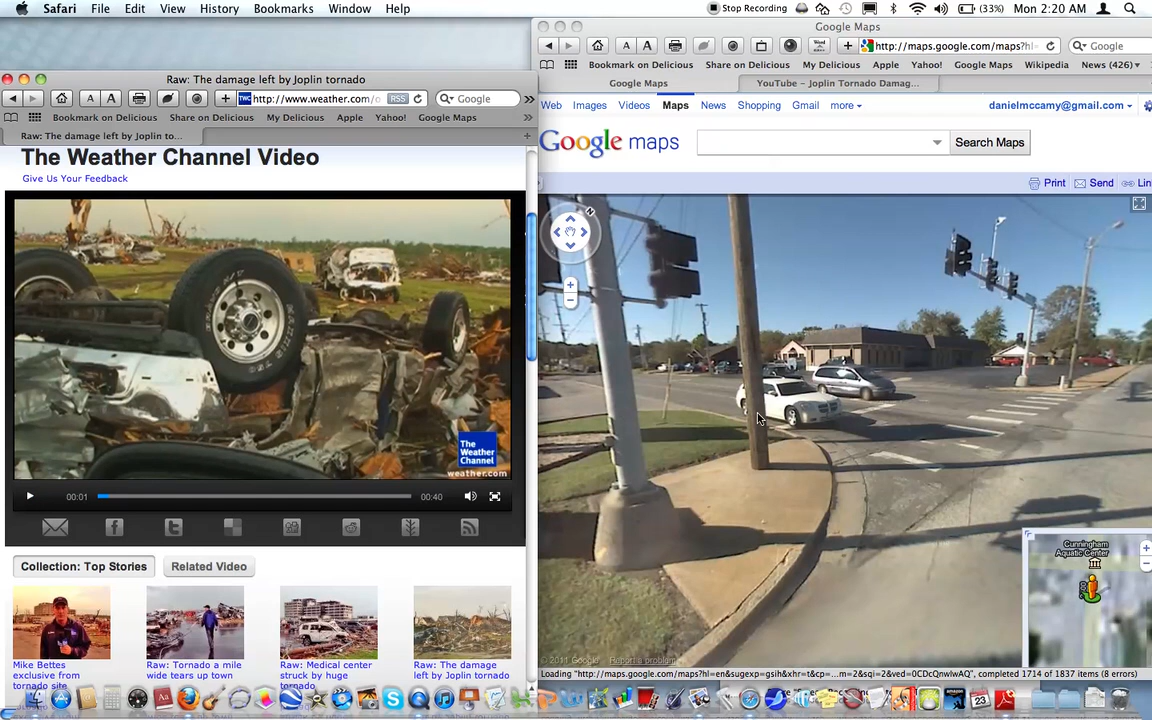 Safari File Edit View History Bookmarks Window Help
Stop Recording
(33%) Mon 2:20 AM
Raw: The damage left by Joplin tornado
A A
http://www.weather.com/
RSS
Google
Bookmark on Delicious Share on Delicious My Delicious Apple Yahoo! Google Maps
Raw: The damage left by Joplin to...
The Weather Channel Video
Give Us Your Feedback
The
Weather
Channel
weather.com
00:01
00:40
Collection: Top Stories
Related Video
Mike Bettes
exclusive from
tornado site
Raw: Tornado a mile
wide tears up town
Raw: Medical center
struck by huge
tornado
Raw: The damage
left by Joplin tornado
Google Maps
A A
http://maps.google.com/maps?hl=
Google
Bookmark on Delicious Share on Delicious My Delicious Apple Yahoo! Google Maps Wikipedia News (426)
Google Maps
YouTube – Joplin Tornado Damag...
Web Images Videos Maps News Shopping Gmail more
danielmccamy@gmail.com
Google maps
Search Maps
Print Send Lin
Cunningham
Aquatic Center
© 2011 Google Report a problem
Loading "http://maps.google.com/maps?hl=en&sugexp=gsih&xhr=t&cp=...m=2&sqi=2&ved=0CDcQnwIwAQ", completed 1714 of 1837 items (8 errors)